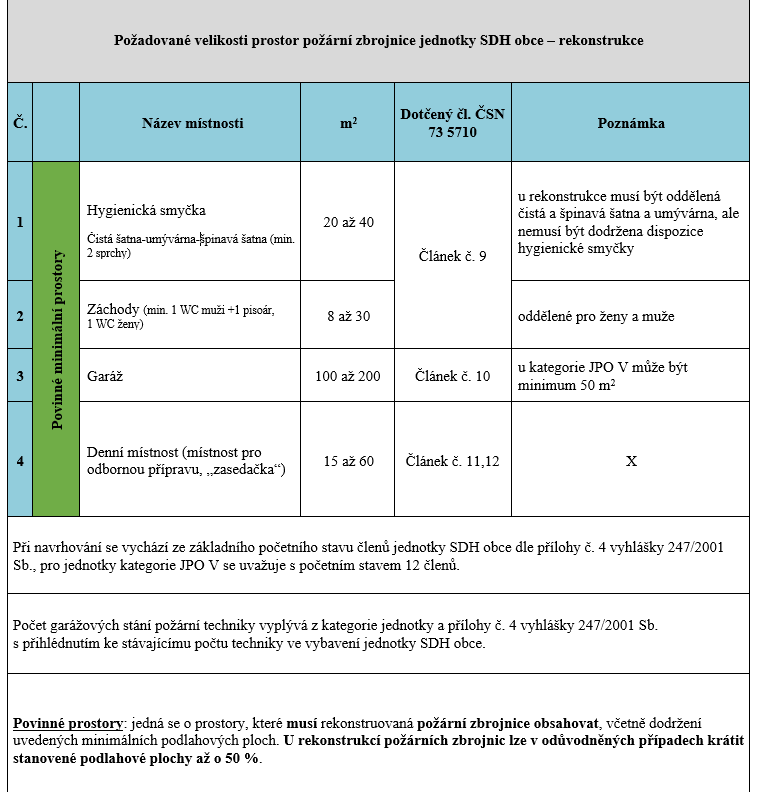 Požadované velikosti prostor požární zbrojnice jednotky SDH obce – rekonstrukce
Č.
Název místnosti
m²
Dotčený čl. ČSN
73 5710
Poznámka
Povinné minimální prostory
1
Hygienická smyčka
Čistá šatna-umývárna-špinavá šatna (min.
2 sprchy)
20 až 40
Článek č. 9
u rekonstrukce musí být oddělená
čistá a špinavá šatna a umývárna, ale
nemusí být dodržena dispozice
hygienické smyčky
2
Záchody (min. 1 WC muži +1 pisoár,
1 WC ženy)
8 až 30
oddělené pro ženy a muže
3
Garáž
100 až 200
Článek č. 10
u kategorie JPO V může být
minimum 50 m²
4
Denní místnost (místnost pro
odbornou přípravu, ,,zasedačka“)
15 až 60
Článek č. 11,12
X
Při navrhování se vychází ze základního početního stavu členů jednotky SDH obce dle přílohy č. 4 vyhlášky 247/2001
Sb., pro jednotky kategorie JPO V se uvažuje s početním stavem 12 členů.
Počet garážových stání požární techniky vyplývá z kategorie jednotky a přílohy č. 4 vyhlášky 247/2001 Sb.
s přihlédnutím ke stávajícímu počtu techniky ve vybavení jednotky SDH obce.
Povinné prostory: jedná se o prostory, které musí rekonstruovaná požární zbrojnice obsahovat, včetně dodržení
uvedených minimálních podlahových ploch. U rekonstrukcí požárních zbrojnic lze v odůvodněných případech krátit
stanovené podlahové plochy až o 50 %.